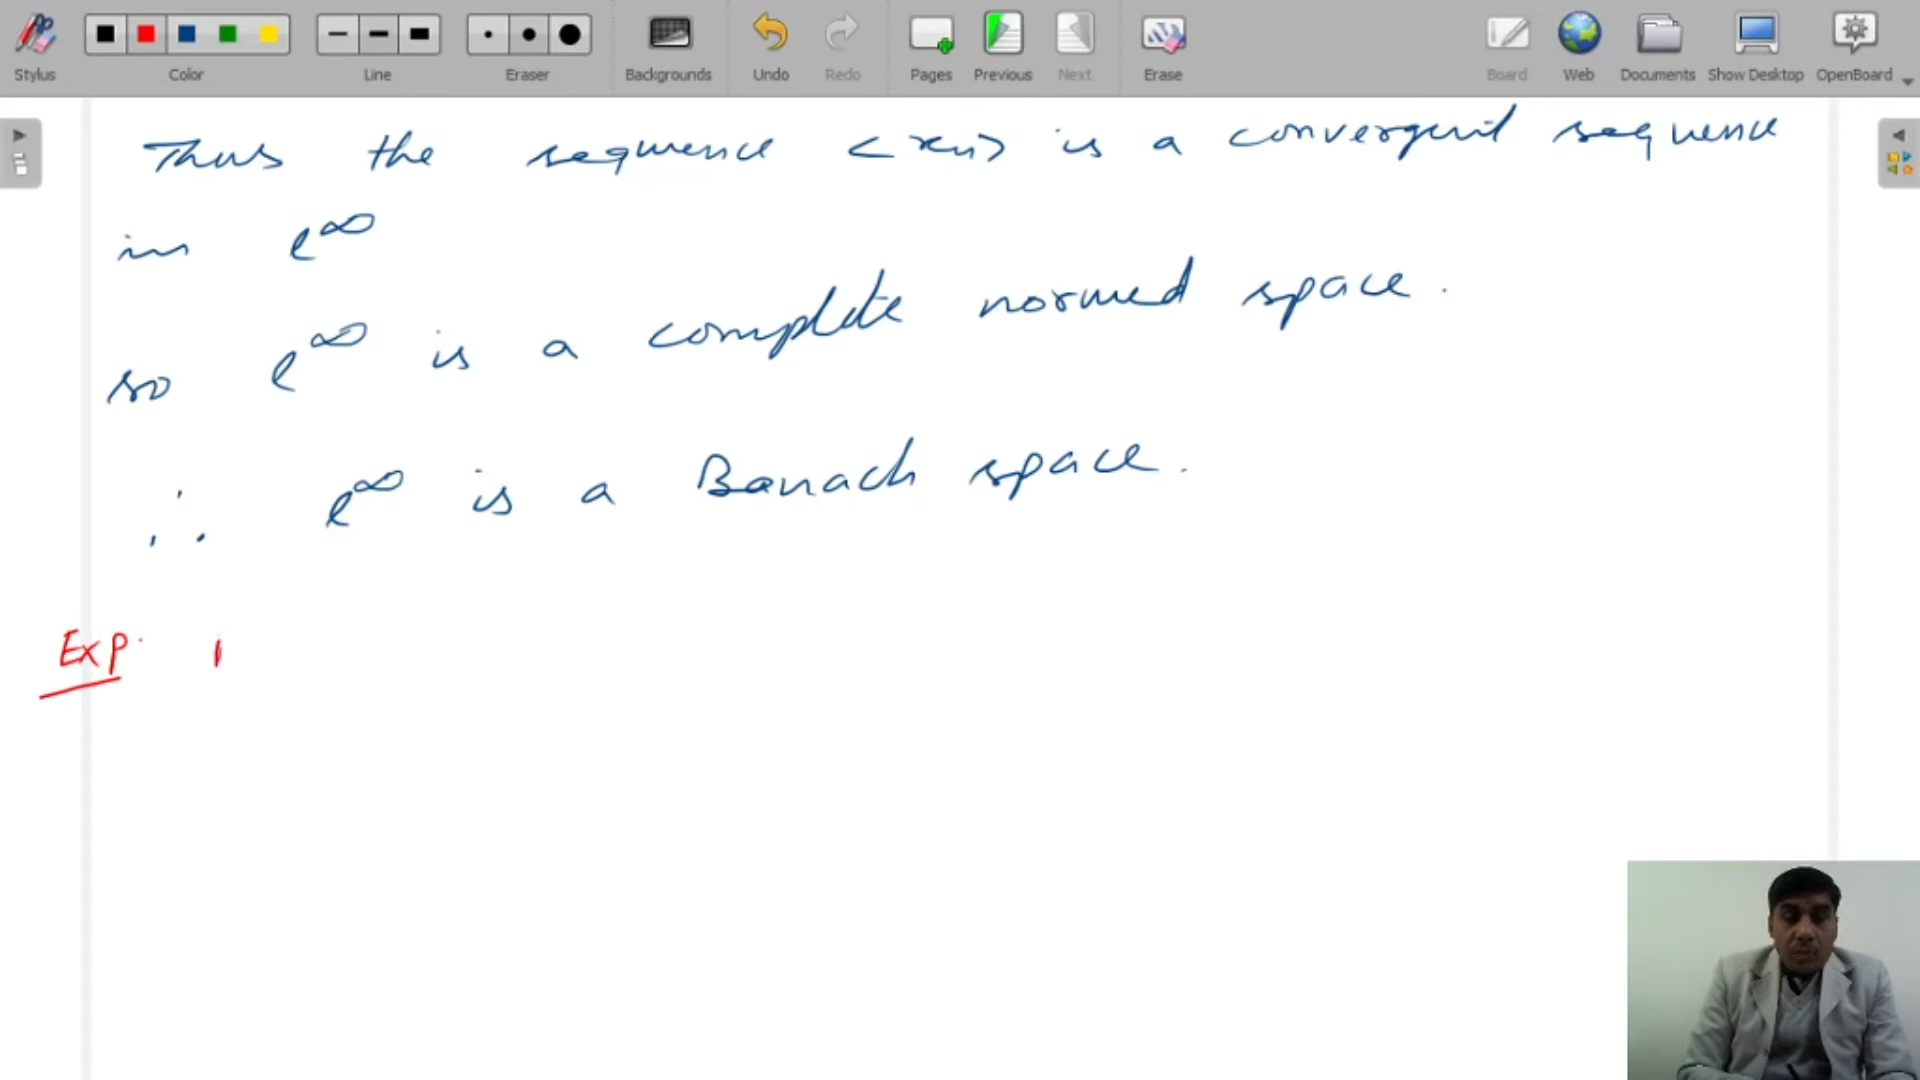 Stylus Color Line Eraser Backgrounds Undo Redo Pages Previous Next Erase Board Web Documents Show Desktop OpenBoard
Thus the sequence <xn> is a convergent sequence
in l^∞
so l^∞ is a complete normed space.
∴ l^∞ is a Banach space.
Exp.